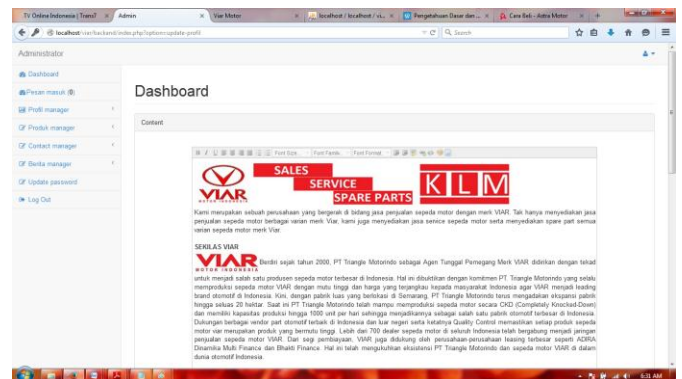 TV Online Indonesia | TransT
Admin
Viar Motor
localhost / localhost / vi...
Pengetahuan Dasar dan ...
Cara Beli - Astra Motor
localhost/viar/backand/index.php?option=update-profil
Search
Administrator
Dashboard
Pesan masuk (0)
Profil manager
Produk manager
Contact manager
Berita manager
Update password
Log Out
Dashboard
Content
Font Size...
Font Family.
Font Format
VIAR
MOTOR INDONESIA
SALES
SERVICE
SPARE PARTS
KLM
Kami merupakan sebuah perusahaan yang bergerak di bidang jasa penjualan sepeda motor dengan merk VIAR. Tak hanya menyediakan jasa
penjualan sepeda motor berbagai varian merk Viar, kami juga menyediakan jasa service sepeda motor serta menyediakan spare part semua
varian sepeda motor merk Viar.
SEKILAS VIAR
VIAR
MOTOR INDONESIA
Berdiri sejak tahun 2000, PT Triangle Motorindo sebagai Agen Tunggal Pemegang Merk VIAR didirikan dengan tekad
untuk menjadi salah satu produsen sepeda motor terbesar di Indonesia. Hal ini dibuktikan dengan komitmen PT. Triangle Motorindo yang selalu
memproduksi sepeda motor VIAR dengan mutu tinggi dan harga yang terjangkau kepada masyarakat Indonesia agar VIAR menjadi leading
brand otomotif di Indonesia. Kini, dengan pabrik luas yang berlokasi di Semarang, PT Triangle Motorindo terus mengadakan ekspansi pabrik
hingga seluas 20 hektar. Saat ini PT Triangle Motorindo telah mampu memproduksi sepeda motor secara CKD (Completely Knocked-Down)
dan memiliki kapasitas produksi hingga 1000 unit per hari sehingga menjadikannya sebagai salah satu pabrik otomotif terbesar di Indonesia.
Dukungan berbagai vendor part otomotif terbaik di Indonesia dan luar negeri serta ketatnya Quality Control memastikan setiap produk sepeda
motor viar merupakan produk yang bermutu tinggi. Lebih dari 700 dealer sepeda motor di seluruh Indonesia telah bergabung menjadi jaringan
penjualan sepeda motor VIAR. Dari segi pembiayaan, VIAR juga didukung oleh perusahaan-perusahaan leasing terbesar seperti ADIRA
Dinamika Multi Finance dan Bhakti Finance. Hal ini telah mengukuhkan eksistensi PT Triangle Motorindo dan sepeda motor VIAR di dalam
dunia otomotif Indonesia.
6:31 AM